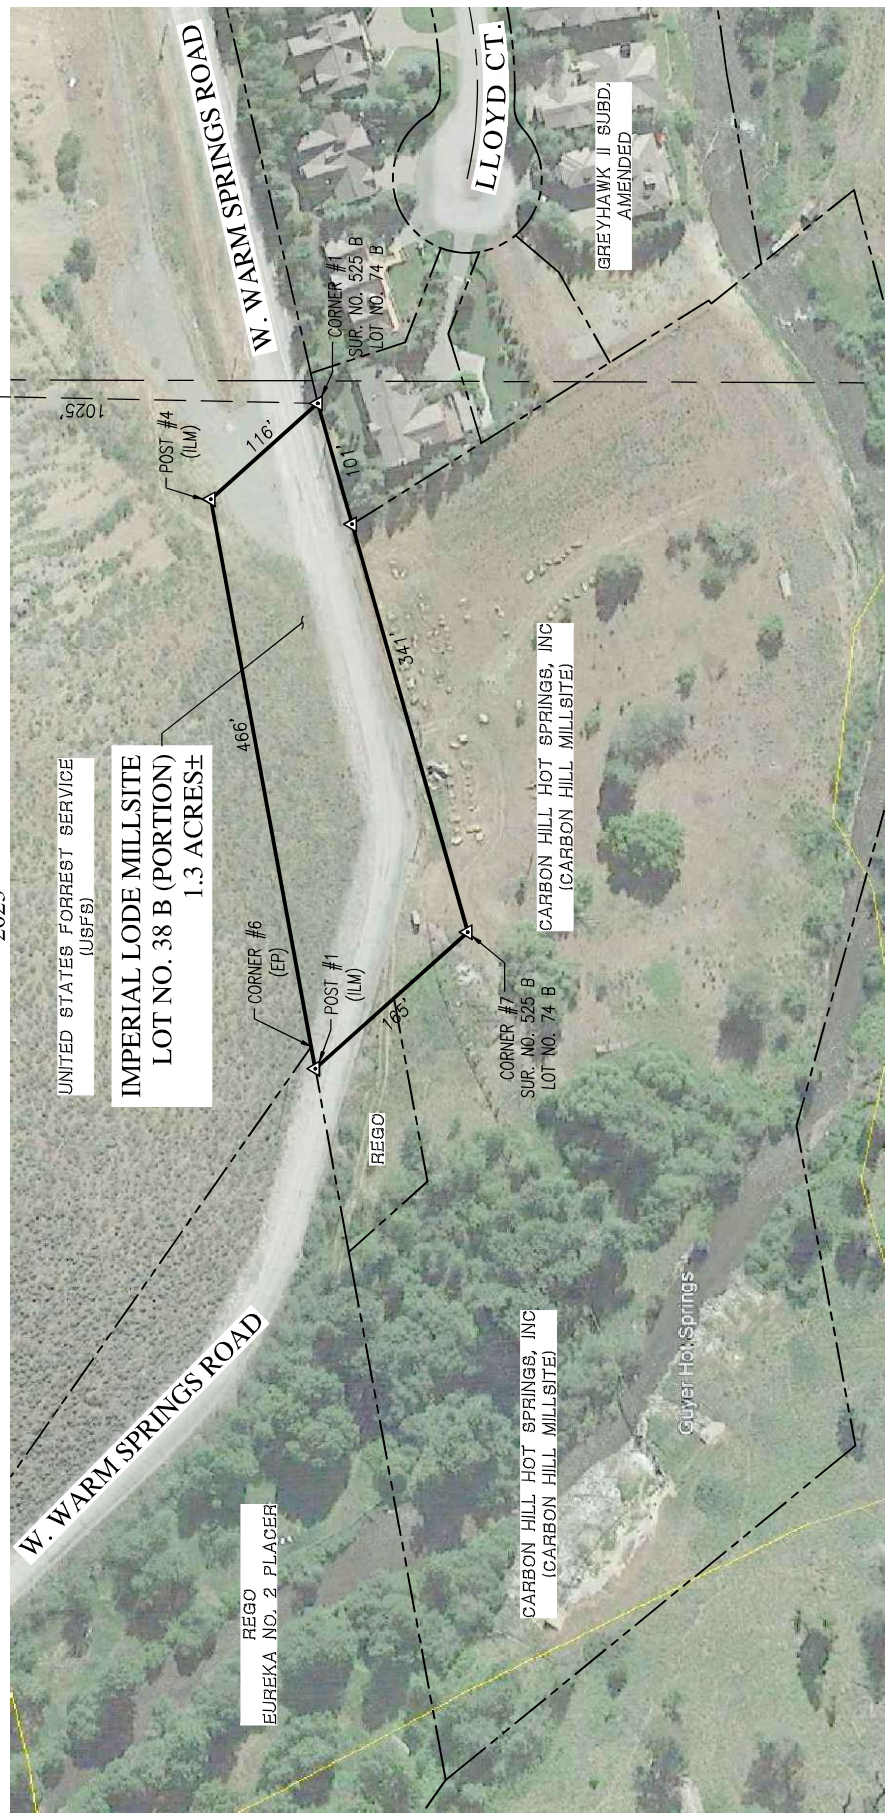 2025
UNITED STATES FORREST SERVICE
(USFS)
IMPERIAL LODE MILLSITE
LOT NO. 38 B (PORTION)
1.3 ACRES±
W. WARM SPRINGS ROAD
W. WARM SPRINGS ROAD
LLOYD CT.
GREYHAWK II SUBD.
AMENDED
1025'
POST #4
(ILM)
116'
CORNER #1
SUR. NO. 525 B
LOT NO. 74 B
101'
466'
341'
CORNER #6
(EP)
POST #1
(ILM)
165'
CORNER #7
SUR. NO. 525 B
LOT NO. 74 B
REGO
CARBON HILL HOT SPRINGS, INC
(CARBON HILL MILLSITE)
REGO
EUREKA NO. 2 PLACER
CARBON HILL HOT SPRINGS, INC
(CARBON HILL MILLSITE)
Guyer Hot Springs